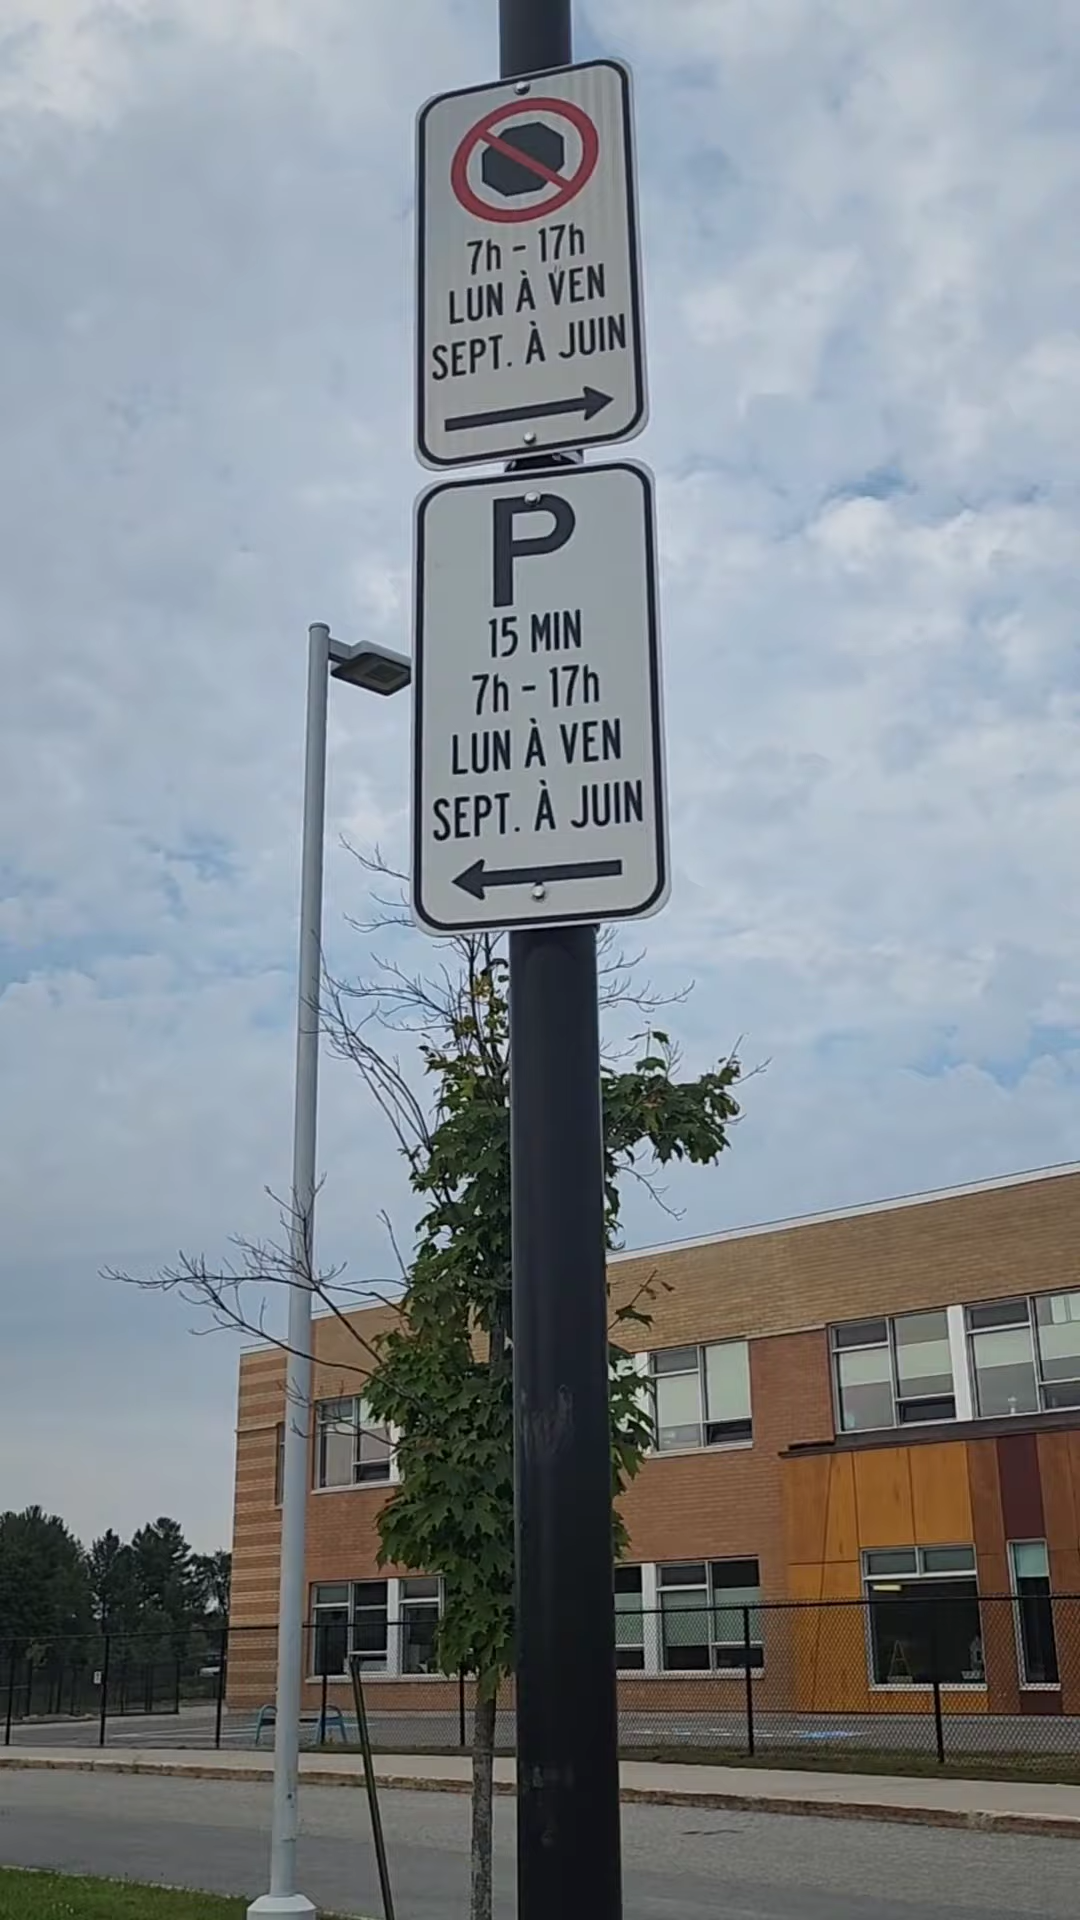 7h - 17h
LUN À VEN
SEPT. À JUIN
P
15 MIN
7h - 17h
LUN À VEN
SEPT. À JUIN